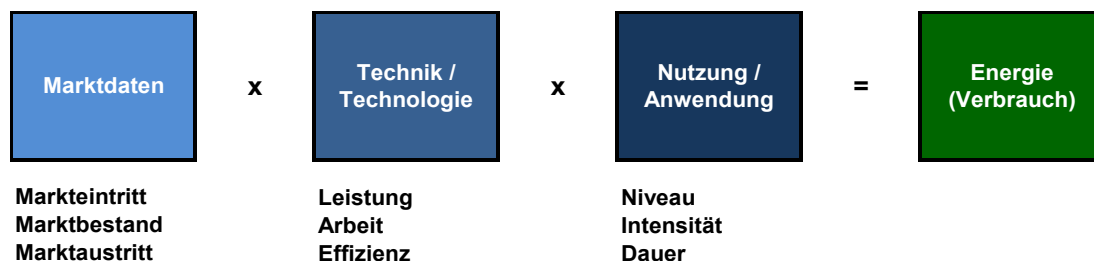 Marktdaten
x
Technik /
Technologie
x
Nutzung /
Anwendung
=
Energie
(Verbrauch)
Markteintritt
Marktbestand
Marktaustritt
Leistung
Arbeit
Effizienz
Niveau
Intensität
Dauer